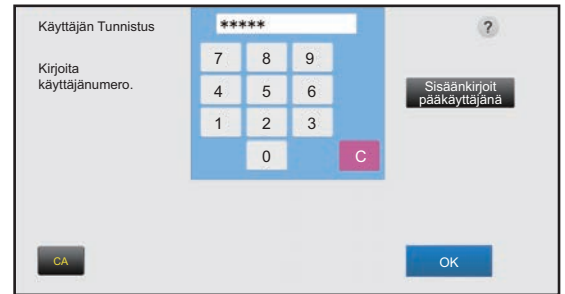 Käyttäjän Tunnistus
*****
?
Kirjoita
käyttäjänumero.
7 8 9
4 5 6
1 2 3
0 C
Sisäänkirjoit
pääkäyttäjänä
CA
OK